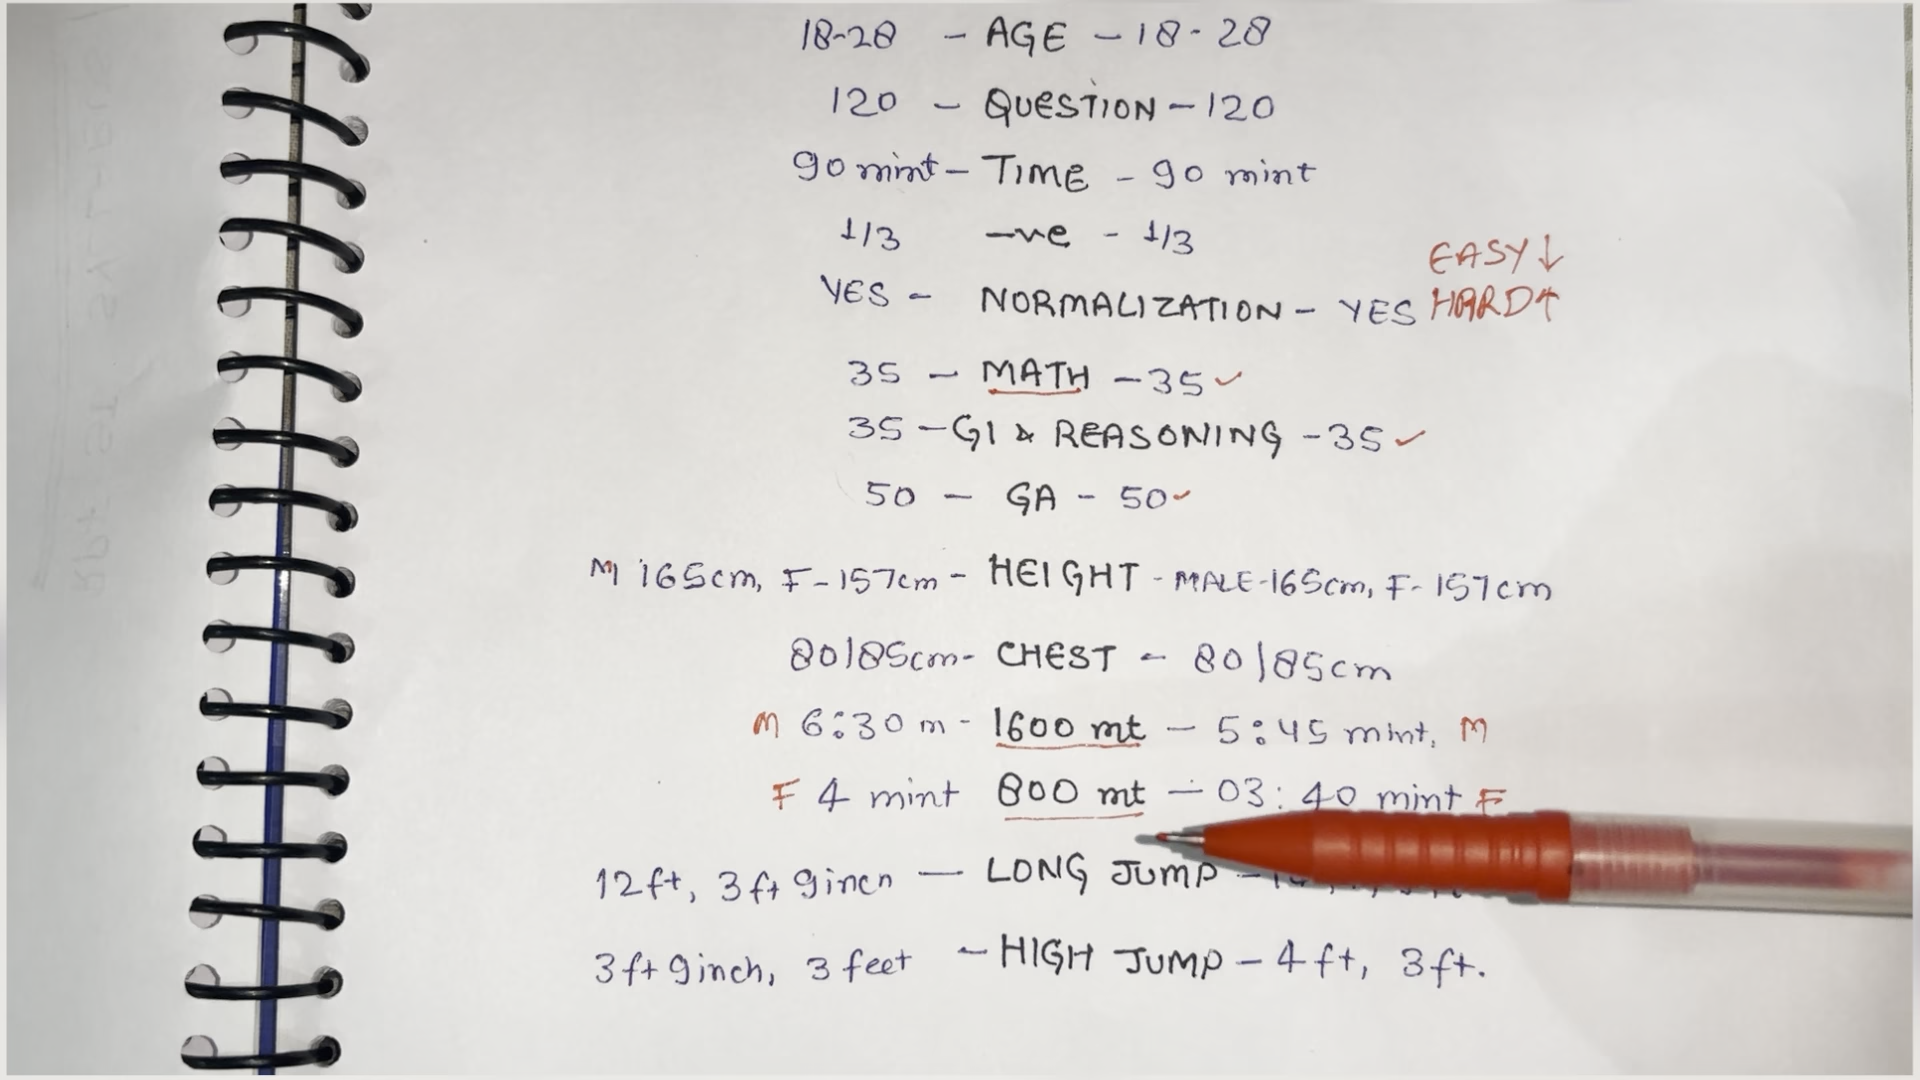 18-28 - AGE - 18-28
120 - QUESTION - 120
90 mint - TIME - 90 mint
1/3 -ve - 1/3
EASY↓
YES - NORMALIZATION - YES HARD↑
35 - MATH - 35 ✓
35 - GI & REASONING - 35 ✓
50 - GA - 50 ✓
M 165cm, F-157cm - HEIGHT - MALE-165cm, F-157cm
80/85cm - CHEST - 80/85cm
M 6:30 m - 1600 mt - 5:45 mint, M
F 4 mint 800 mt - 03:40 mint F
12ft, 3ft 9inch - LONG JUMP -
3ft 9inch, 3 feet - HIGH JUMP - 4ft, 3ft.